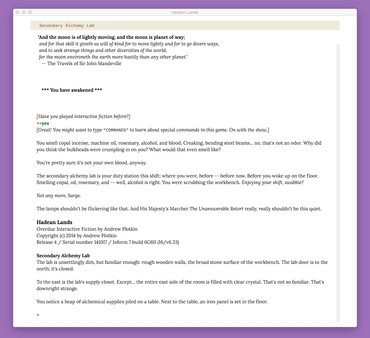 Hadean Lands
Secondary Alchemy Lab
"And the moon is of lightly moving, and the moon is planet of way;
and for that skill it giveth us will of kind for to move lightly and for to go divers ways,
and to seek strange things and other diversities of the world;
for the moon environeth the earth more hastily than any other planet."
-- The Travels of Sir John Mandeville
*** You have awakened ***
[Have you played interactive fiction before?]
>>yes
[Great! You might want to type "COMMANDS" to learn about special commands in this game. On with the show.]
You smell copal incense, machine oil, rosemary, alcohol, and blood. Creaking, bending steel beams... no, that's not an odor. Why did
you think the bulkheads were crumpling in on you? What would that even smell like?
You're pretty sure it's not your own blood, anyway.
The secondary alchemy lab is your duty station this shift; where you were, before -- before now. Before you woke up on the floor.
Smelling copal, oil, rosemary, and -- well, alcohol is right. You were scrubbing the workbench. Enjoying your shift, swabbie?
Not any more, Sarge.
The lamps shouldn't be flickering like that. And His Majesty's Marcher The Unanswerable Retort really, really shouldn't be this quiet.
Hadean Lands
Overdue Interactive Fiction by Andrew Plotkin
Copyright (c) 2014 by Andrew Plotkin
Release 4 / Serial number 141017 / Inform 7 build 6G60 (I6/v6.33)
Secondary Alchemy Lab
The lab is unsettlingly dim, but familiar enough: rough wooden walls, the broad stone surface of the workbench. The lab door is to the
north; it's closed.
To the east is the lab's supply closet. Except... the entire east side of the room is filled with clear crystal. That's not so familiar. That's
downright strange.
You notice a heap of alchemical supplies piled on a table. Next to the table, an iron panel is set in the floor.
>